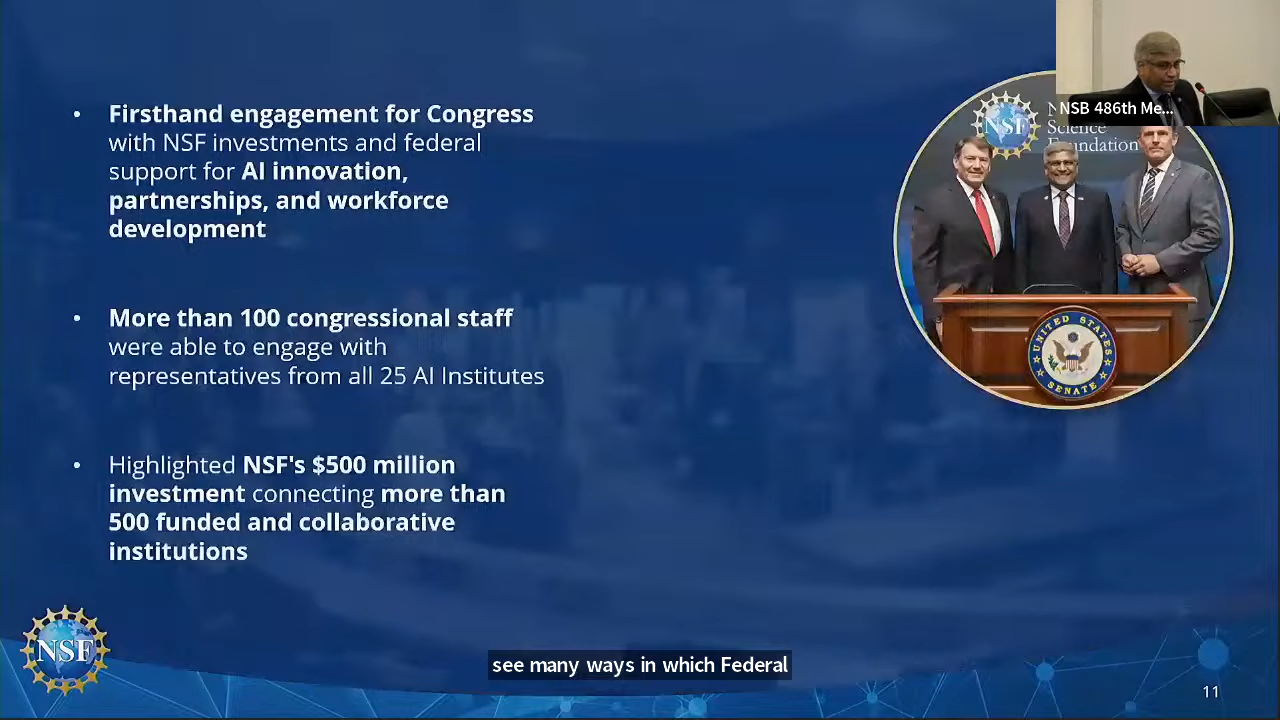 • Firsthand engagement for Congress
with NSF investments and federal
support for AI innovation,
partnerships, and workforce
development
• More than 100 congressional staff
were able to engage with
representatives from all 25 AI Institutes
• Highlighted NSF's $500 million
investment connecting more than
500 funded and collaborative
institutions
NSB 486th Me...
NSF
Science
Foundation
UNITED STATES
SENATE
NSF
see many ways in which Federal
11